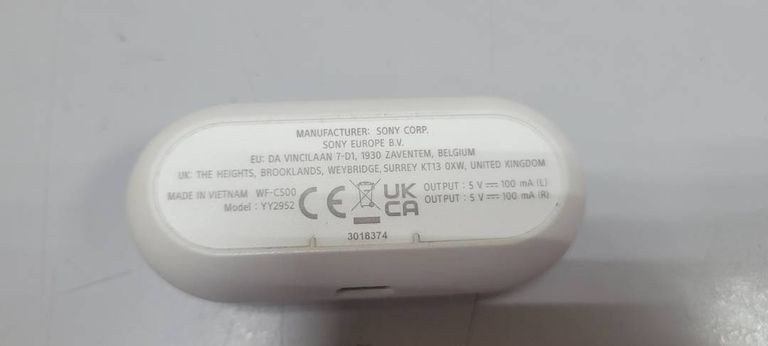 MANUFACTURER: SONY CORP.
SONY EUROPE B.V.
EU: DA VINCILAAN 7-D1, 1930 ZAVENTEM, BELGIUM
UK: THE HEIGHTS, BROOKLANDS, WEYBRIDGE, SURREY KT13 0XW, UNITED KINGDOM
MADE IN VIETNAM WF-C500
Model : YY2952
CE
UK
CA
OUTPUT : 5 V ⎓ 100 mA (L)
OUTPUT : 5 V ⎓ 100 mA (R)
3018374